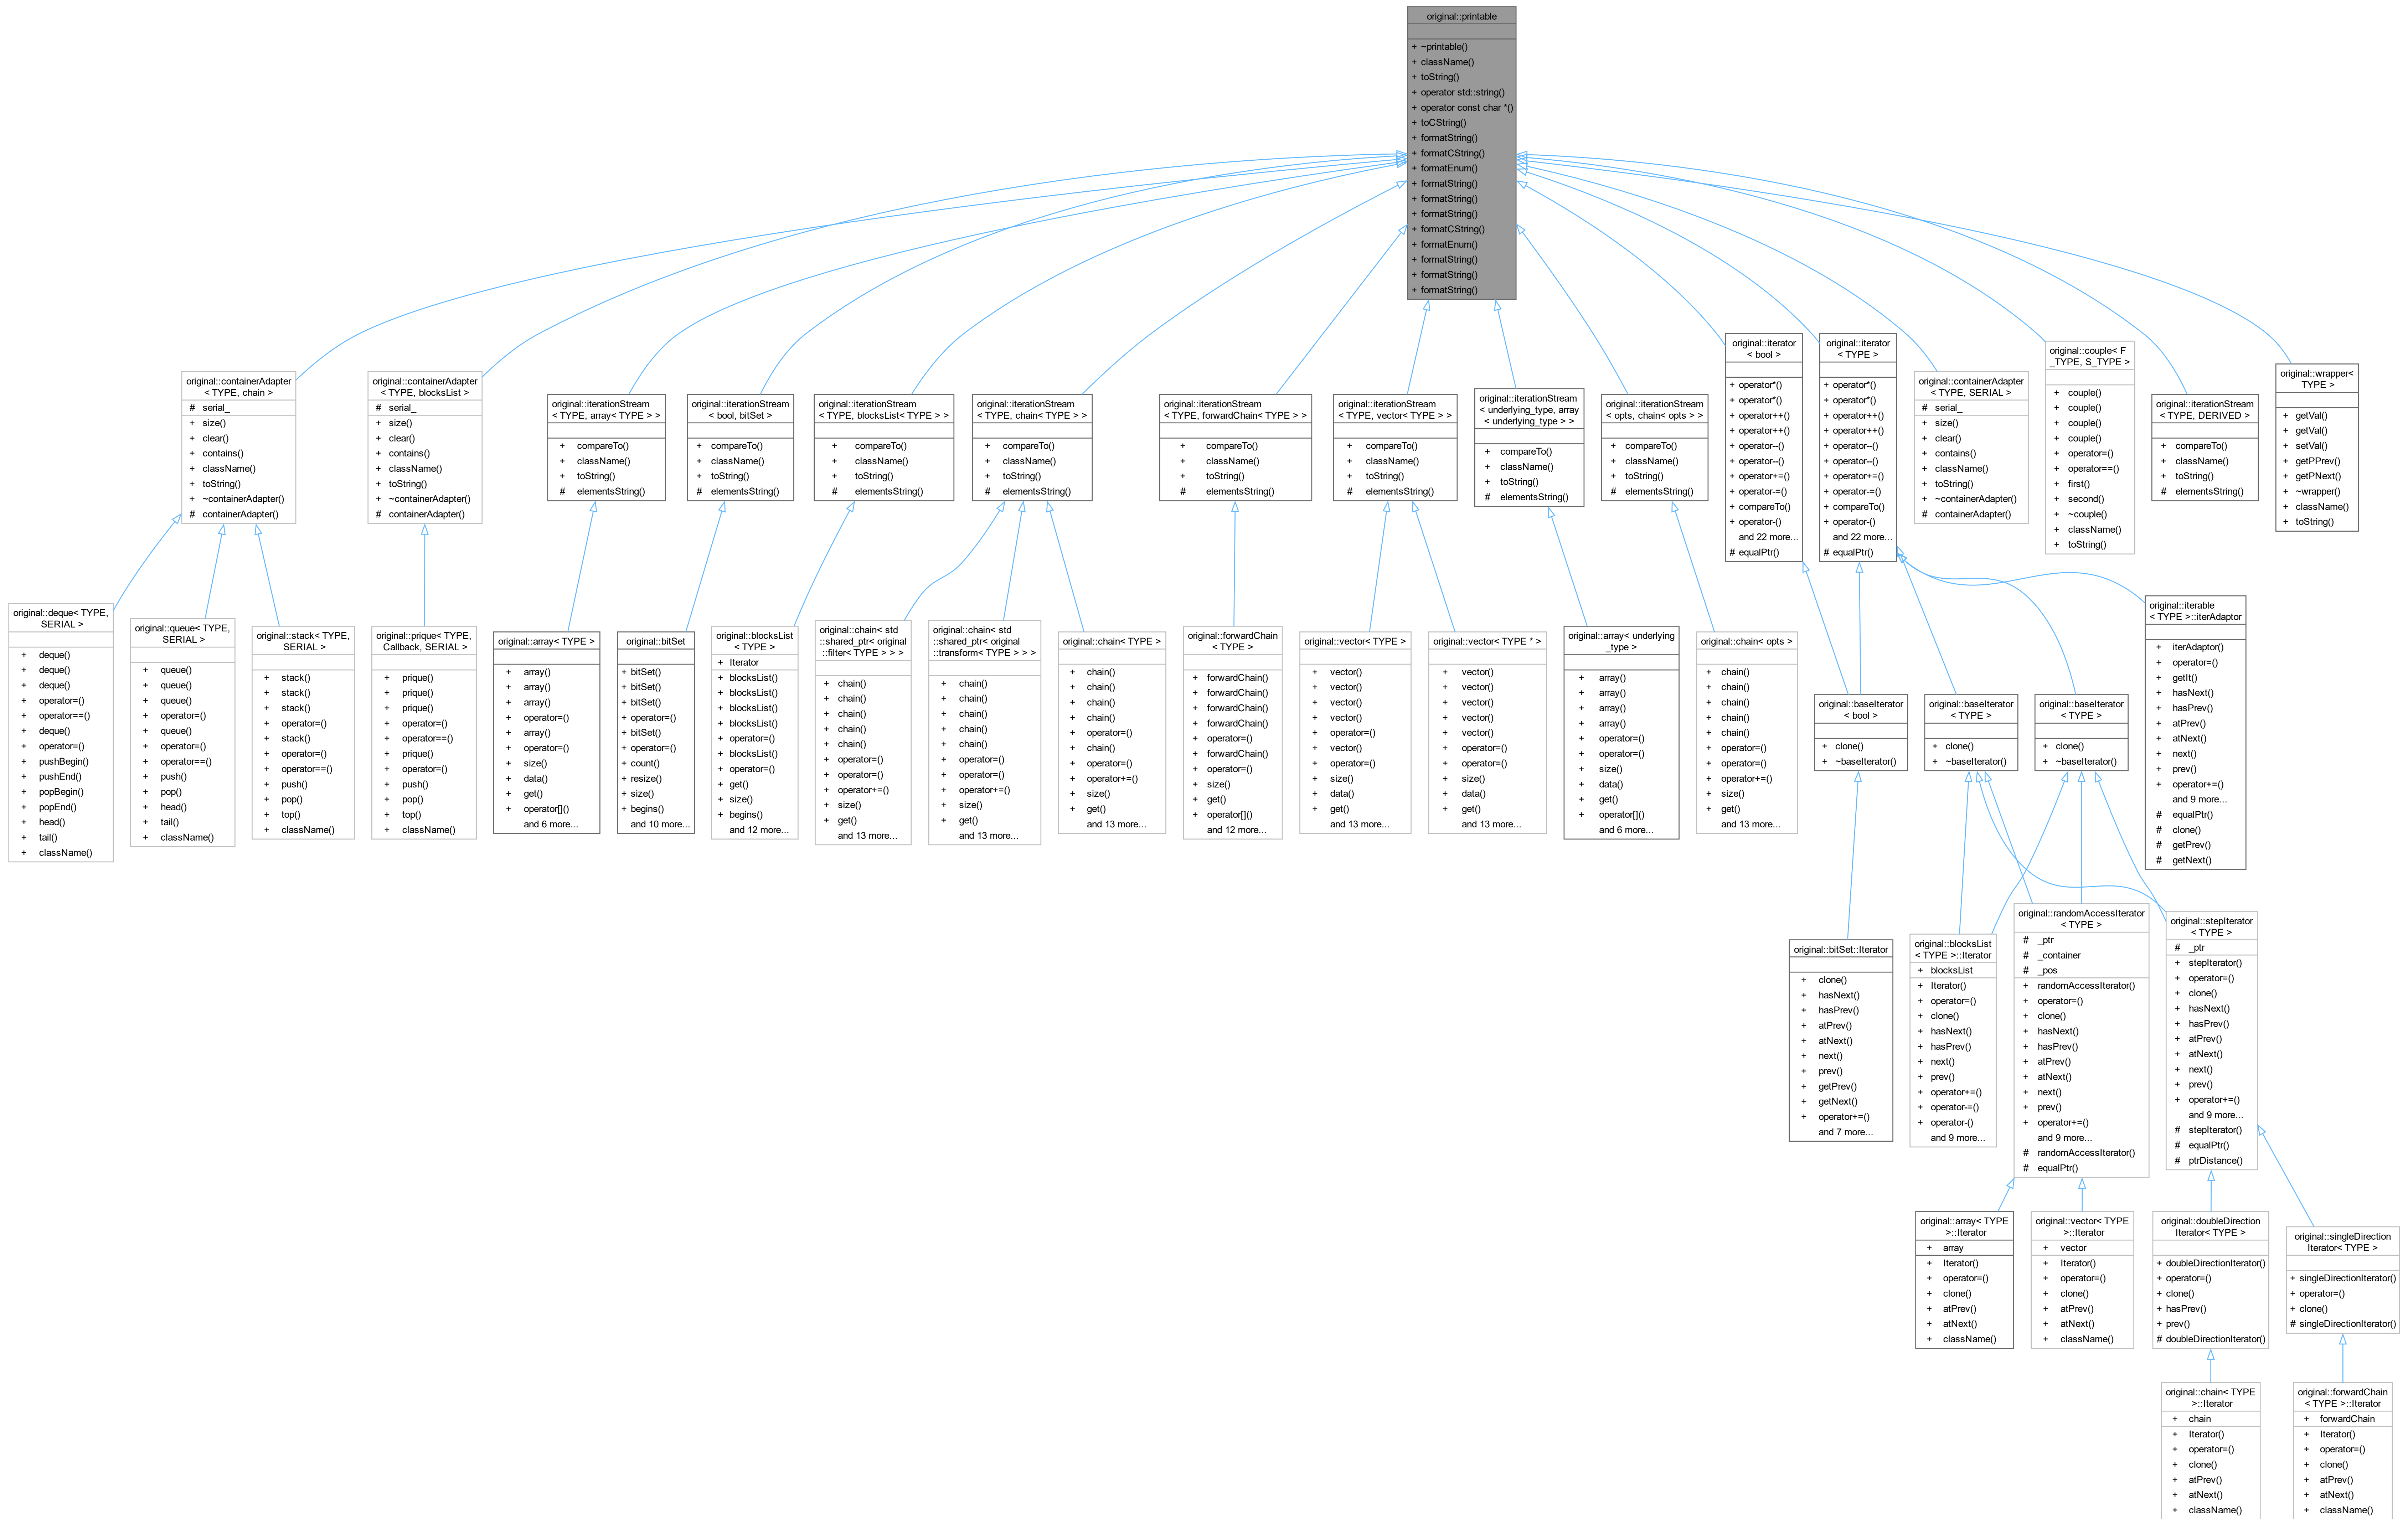 original::printable
+ ~printable()
+ className()
+ toString()
+ operator std::string()
+ operator const char *()
+ toCString()
+ formatString()
+ formatCString()
+ formatEnum()
+ formatString()
+ formatString()
+ formatString()
+ formatCString()
+ formatEnum()
+ formatString()
+ formatString()
+ formatString()
original::containerAdapter
< TYPE, chain >
# serial_
+ size()
+ clear()
+ contains()
+ className()
+ toString()
+ ~containerAdapter()
# containerAdapter()
original::containerAdapter
< TYPE, blocksList >
# serial_
+ size()
+ clear()
+ contains()
+ className()
+ toString()
+ ~containerAdapter()
# containerAdapter()
original::iterationStream
< TYPE, array< TYPE > >
+ compareTo()
+ className()
+ toString()
# elementsString()
original::iterationStream
< bool, bitSet >
+ compareTo()
+ className()
+ toString()
# elementsString()
original::iterationStream
< TYPE, blocksList< TYPE > >
+ compareTo()
+ className()
+ toString()
# elementsString()
original::iterationStream
< TYPE, chain< TYPE > >
+ compareTo()
+ className()
+ toString()
# elementsString()
original::iterationStream
< TYPE, forwardChain< TYPE > >
+ compareTo()
+ className()
+ toString()
# elementsString()
original::iterationStream
< TYPE, vector< TYPE > >
+ compareTo()
+ className()
+ toString()
# elementsString()
original::iterationStream
< underlying_type, array
< underlying_type > >
+ compareTo()
+ className()
+ toString()
# elementsString()
original::iterationStream
< opts, chain< opts > >
+ compareTo()
+ className()
+ toString()
# elementsString()
original::iterator
< bool >
+ operator*()
+ operator*()
+ operator++()
+ operator++()
+ operator--()
+ operator--()
+ operator+=()
+ operator-=()
+ compareTo()
+ operator-()
and 22 more...
# equalPtr()
original::iterator
< TYPE >
+ operator*()
+ operator*()
+ operator++()
+ operator++()
+ operator--()
+ operator--()
+ operator+=()
+ operator-=()
+ compareTo()
+ operator-()
and 22 more...
# equalPtr()
original::containerAdapter
< TYPE, SERIAL >
# serial_
+ size()
+ clear()
+ contains()
+ className()
+ toString()
+ ~containerAdapter()
# containerAdapter()
original::couple< F
_TYPE, S_TYPE >
+ couple()
+ couple()
+ couple()
+ couple()
+ operator=()
+ operator==()
+ first()
+ second()
+ ~couple()
+ className()
+ toString()
original::iterationStream
< TYPE, DERIVED >
+ compareTo()
+ className()
+ toString()
# elementsString()
original::wrapper<
TYPE >
+ getVal()
+ getVal()
+ setVal()
+ getPPrev()
+ getPNext()
+ ~wrapper()
+ className()
+ toString()
original::deque< TYPE,
SERIAL >
+ deque()
+ deque()
+ deque()
+ operator=()
+ operator==()
+ deque()
+ operator=()
+ pushBegin()
+ pushEnd()
+ popBegin()
+ popEnd()
+ head()
+ tail()
+ className()
original::queue< TYPE,
SERIAL >
+ queue()
+ queue()
+ queue()
+ operator=()
+ queue()
+ operator=()
+ operator==()
+ push()
+ pop()
+ head()
+ tail()
+ className()
original::stack< TYPE,
SERIAL >
+ stack()
+ stack()
+ stack()
+ operator=()
+ stack()
+ operator=()
+ operator==()
+ push()
+ pop()
+ top()
+ className()
original::prique< TYPE,
Callback, SERIAL >
+ prique()
+ prique()
+ prique()
+ operator=()
+ operator==()
+ prique()
+ operator=()
+ push()
+ pop()
+ top()
+ className()
original::array< TYPE >
+ array()
+ array()
+ array()
+ operator=()
+ array()
+ operator=()
+ size()
+ data()
+ get()
+ operator[]()
and 6 more...
original::bitSet
+ bitSet()
+ bitSet()
+ bitSet()
+ operator=()
+ bitSet()
+ operator=()
+ count()
+ resize()
+ size()
+ begins()
and 10 more...
original::blocksList
< TYPE >
+ Iterator
+ blocksList()
+ blocksList()
+ blocksList()
+ blocksList()
+ operator=()
+ blocksList()
+ operator=()
+ get()
+ size()
+ begins()
and 12 more...
original::chain< std
::shared_ptr< original
::filter< TYPE > > >
+ chain()
+ chain()
+ chain()
+ chain()
+ chain()
+ operator=()
+ operator=()
+ operator+=()
+ size()
+ get()
and 13 more...
original::chain< std
::shared_ptr< original
::transform< TYPE > > >
+ chain()
+ chain()
+ chain()
+ chain()
+ chain()
+ operator=()
+ operator=()
+ operator+=()
+ size()
+ get()
and 13 more...
original::chain< TYPE >
+ chain()
+ chain()
+ chain()
+ chain()
+ operator=()
+ chain()
+ operator=()
+ operator+=()
+ size()
+ get()
and 13 more...
original::forwardChain
< TYPE >
+ forwardChain()
+ forwardChain()
+ forwardChain()
+ forwardChain()
+ operator=()
+ forwardChain()
+ operator=()
+ size()
+ get()
+ operator[]()
and 12 more...
original::vector< TYPE >
+ vector()
+ vector()
+ vector()
+ vector()
+ operator=()
+ vector()
+ operator=()
+ size()
+ data()
+ get()
and 13 more...
original::vector< TYPE * >
+ vector()
+ vector()
+ vector()
+ vector()
+ vector()
+ operator=()
+ operator=()
+ size()
+ data()
+ get()
and 13 more...
original::array< underlying
_type >
+ array()
+ array()
+ array()
+ array()
+ operator=()
+ operator=()
+ size()
+ data()
+ get()
+ operator[]()
and 6 more...
original::chain< opts >
+ chain()
+ chain()
+ chain()
+ chain()
+ chain()
+ operator=()
+ operator=()
+ operator+=()
+ size()
+ get()
and 13 more...
original::baseIterator
< bool >
+ clone()
+ ~baseIterator()
original::baseIterator
< TYPE >
+ clone()
+ ~baseIterator()
original::baseIterator
< TYPE >
+ clone()
+ ~baseIterator()
original::iterable
< TYPE >::iterAdaptor
+ iterAdaptor()
+ operator=()
+ getIt()
+ hasNext()
+ hasPrev()
+ atPrev()
+ atNext()
+ next()
+ prev()
+ operator+=()
and 9 more...
# equalPtr()
# clone()
# getPrev()
# getNext()
original::bitSet::Iterator
+ clone()
+ hasNext()
+ hasPrev()
+ atPrev()
+ atNext()
+ next()
+ prev()
+ getPrev()
+ getNext()
+ operator+=()
and 7 more...
original::blocksList
< TYPE >::Iterator
+ blocksList
+ Iterator()
+ operator=()
+ clone()
+ hasNext()
+ hasPrev()
+ next()
+ prev()
+ operator+=()
+ operator-=()
+ operator-()
and 9 more...
original::randomAccessIterator
< TYPE >
# _ptr
# _container
# _pos
+ randomAccessIterator()
+ operator=()
+ clone()
+ hasNext()
+ hasPrev()
+ atPrev()
+ atNext()
+ next()
+ prev()
+ operator+=()
and 9 more...
# randomAccessIterator()
# equalPtr()
original::stepIterator
< TYPE >
# _ptr
+ stepIterator()
+ operator=()
+ clone()
+ hasNext()
+ hasPrev()
+ atPrev()
+ atNext()
+ next()
+ prev()
+ operator+=()
and 9 more...
# stepIterator()
# equalPtr()
# ptrDistance()
original::array< TYPE
>::Iterator
+ array
+ Iterator()
+ operator=()
+ clone()
+ atPrev()
+ atNext()
+ className()
original::vector< TYPE
>::Iterator
+ vector
+ Iterator()
+ operator=()
+ clone()
+ atPrev()
+ atNext()
+ className()
original::doubleDirection
Iterator< TYPE >
+ doubleDirectionIterator()
+ operator=()
+ clone()
+ hasPrev()
+ prev()
# doubleDirectionIterator()
original::singleDirection
Iterator< TYPE >
+ singleDirectionIterator()
+ operator=()
+ clone()
# singleDirectionIterator()
original::chain< TYPE
>::Iterator
+ chain
+ Iterator()
+ operator=()
+ clone()
+ atPrev()
+ atNext()
+ className()
original::forwardChain
< TYPE >::Iterator
+ forwardChain
+ Iterator()
+ operator=()
+ clone()
+ atPrev()
+ atNext()
+ className()